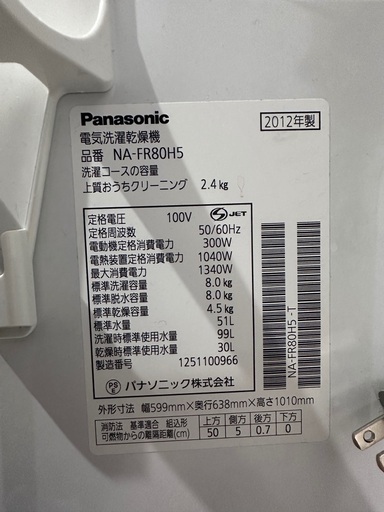 Panasonic
2012年製
電気洗濯乾燥機
品番 NA-FR80H5
洗濯コースの容量
上質おうちクリーニング 2.4 kg
定格電圧 100V
S JET
定格周波数 50/60Hz
電動機定格消費電力 300W
電熱装置定格消費電力 1040W
最大消費電力 1340W
標準洗濯容量 8.0kg
標準脱水容量 8.0kg
標準乾燥容量 4.5kg
標準水量 51L
洗濯時標準使用水量 99L
乾燥時標準使用水量 30L
製造番号 1251100966
PSE パナソニック株式会社
NA-FR80H5 -T
外形寸法 幅599mm×奥行638mm×高さ1010mm
消防法 基準適合 組込形
可燃物からの離隔距離(cm)
上方 側方 後方 下方
50 5 0.7 0